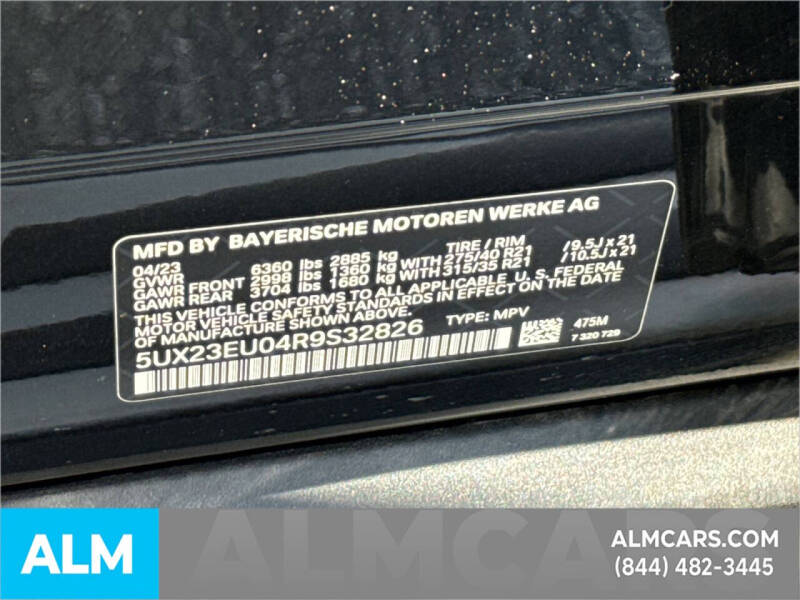 MFD BY BAYERISCHE MOTOREN WERKE AG
04/23 TIRE / RIM
GVWR 6360 lbs 2885 kg
GAWR FRONT 2998 lbs 1360 kg WITH 275/40 R21 /9.5J x 21
GAWR REAR 3704 lbs 1680 kg WITH 315/35 R21 /10.5J x 21
THIS VEHICLE CONFORMS TO ALL APPLICABLE U. S. FEDERAL
MOTOR VEHICLE SAFETY STANDARDS IN EFFECT ON THE DATE
OF MANUFACTURE SHOWN ABOVE.
5UX23EU04R9S32826 TYPE: MPV 475M
7 320 729
ALM
ALMCARS
ALMCARS.COM
(844) 482-3445